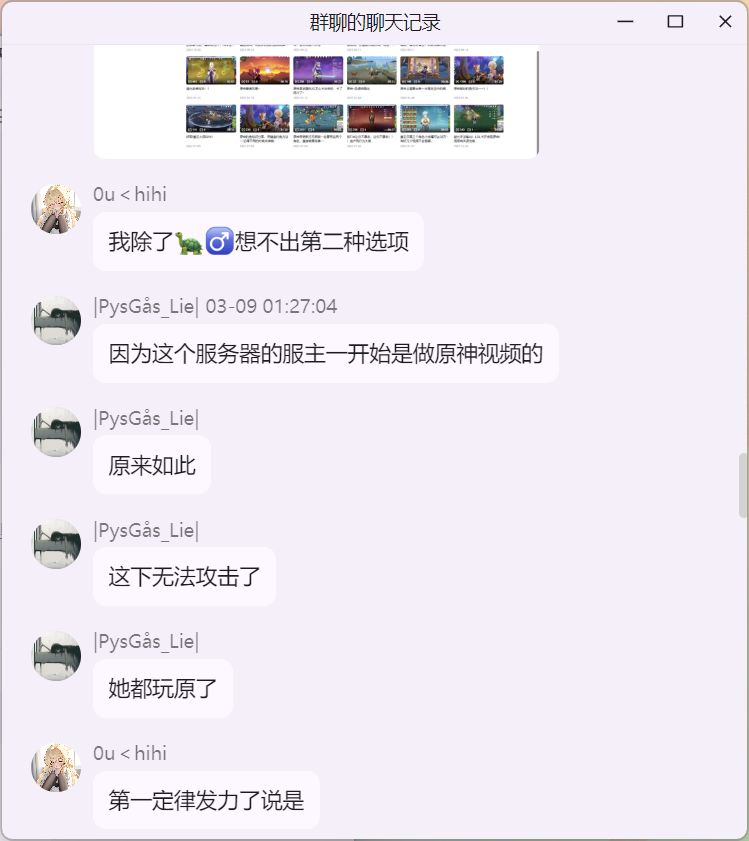 群聊的聊天记录
0u < hihi
我除了🐢♂️想不出第二种选项
|PysGås_Lie| 03-09 01:27:04
因为这个服务器的服主一开始是做原神视频的
|PysGås_Lie|
原来如此
|PysGås_Lie|
这下无法攻击了
|PysGås_Lie|
她都玩原了
0u < hihi
第一定律发力了说是